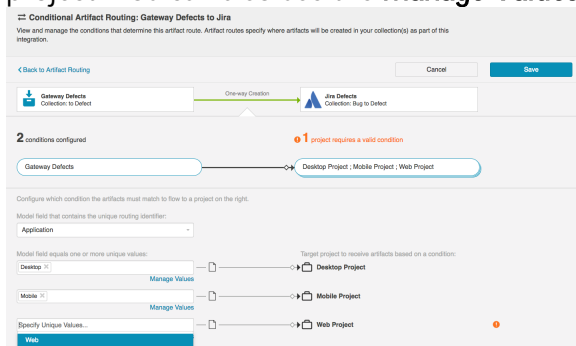 Conditional Artifact Routing: Gateway Defects to Jira
View and manage the conditions that determine this artifact route. Artifact routes specify where artifacts will be created in your collection(s) as part of this
integration.
Back to Artifact Routing
Cancel
Save
Gateway Defects
Collection: to Defect
One-way Creation
Jira Defects
Collection: Bug to Defect
2 conditions configured
1 project requires a valid condition
Gateway Defects
Desktop Project ; Mobile Project ; Web Project
Configure which condition the artifacts must match to flow to a project on the right.
Model field that contains the unique routing identifier:
Application
Model field equals one or more unique values:
Target project to receive artifacts based on a condition:
Desktop ×
Desktop Project
Manage Values
Mobile ×
Mobile Project
Manage Values
Specify Unique Values...
Web Project
Web